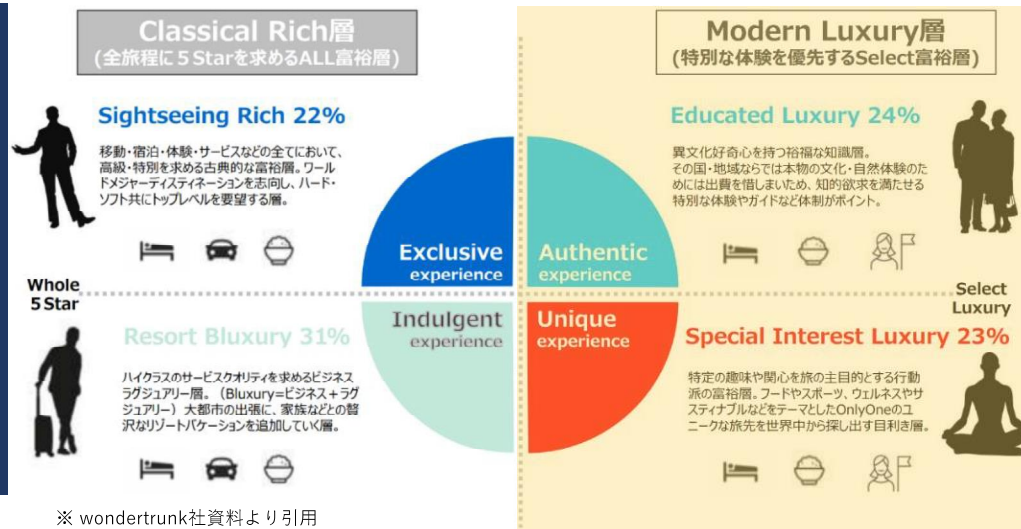 Classical Rich層
(全旅程に5Starを求めるALL富裕層)
Modern Luxury層
(特別な体験を優先するSelect富裕層)
Sightseeing Rich 22%
移動・宿泊・体験・サービスなどの全てにおいて、
高級・特別を求める古典的な富裕層。ワール
ドメジャーディスティネーションを志向し、ハード・
ソフト共にトップレベルを要望する層。
Educated Luxury 24%
異文化好奇心を持つ裕福な知識層。
その国・地域ならでは本物の文化・自然体験のた
めには出費を惜しまいため、知的欲求を満たせる
特別な体験やガイドなど体制がポイント。
Exclusive
experience
Authentic
experience
Whole
5 Star
Select
Luxury
Indulgent
experience
Unique
experience
Resort Bluxury 31%
ハイクラスのサービスクオリティを求めるビジネス
ラグジュアリー層。（Bluxury=ビジネス＋ラグ
ジュアリー）大都市の出張に、家族などとの贅
沢なリゾートバケーションを追加していく層。
Special Interest Luxury 23%
特定の趣味や関心を旅の主目的とする行動
派の富裕層。フードやスポーツ、ウェルネスやサ
スティナブルなどをテーマとしたOnlyOneのユ
ニークな旅先を世界中から探し出す目利き層。
※ wondertrunk社資料より引用